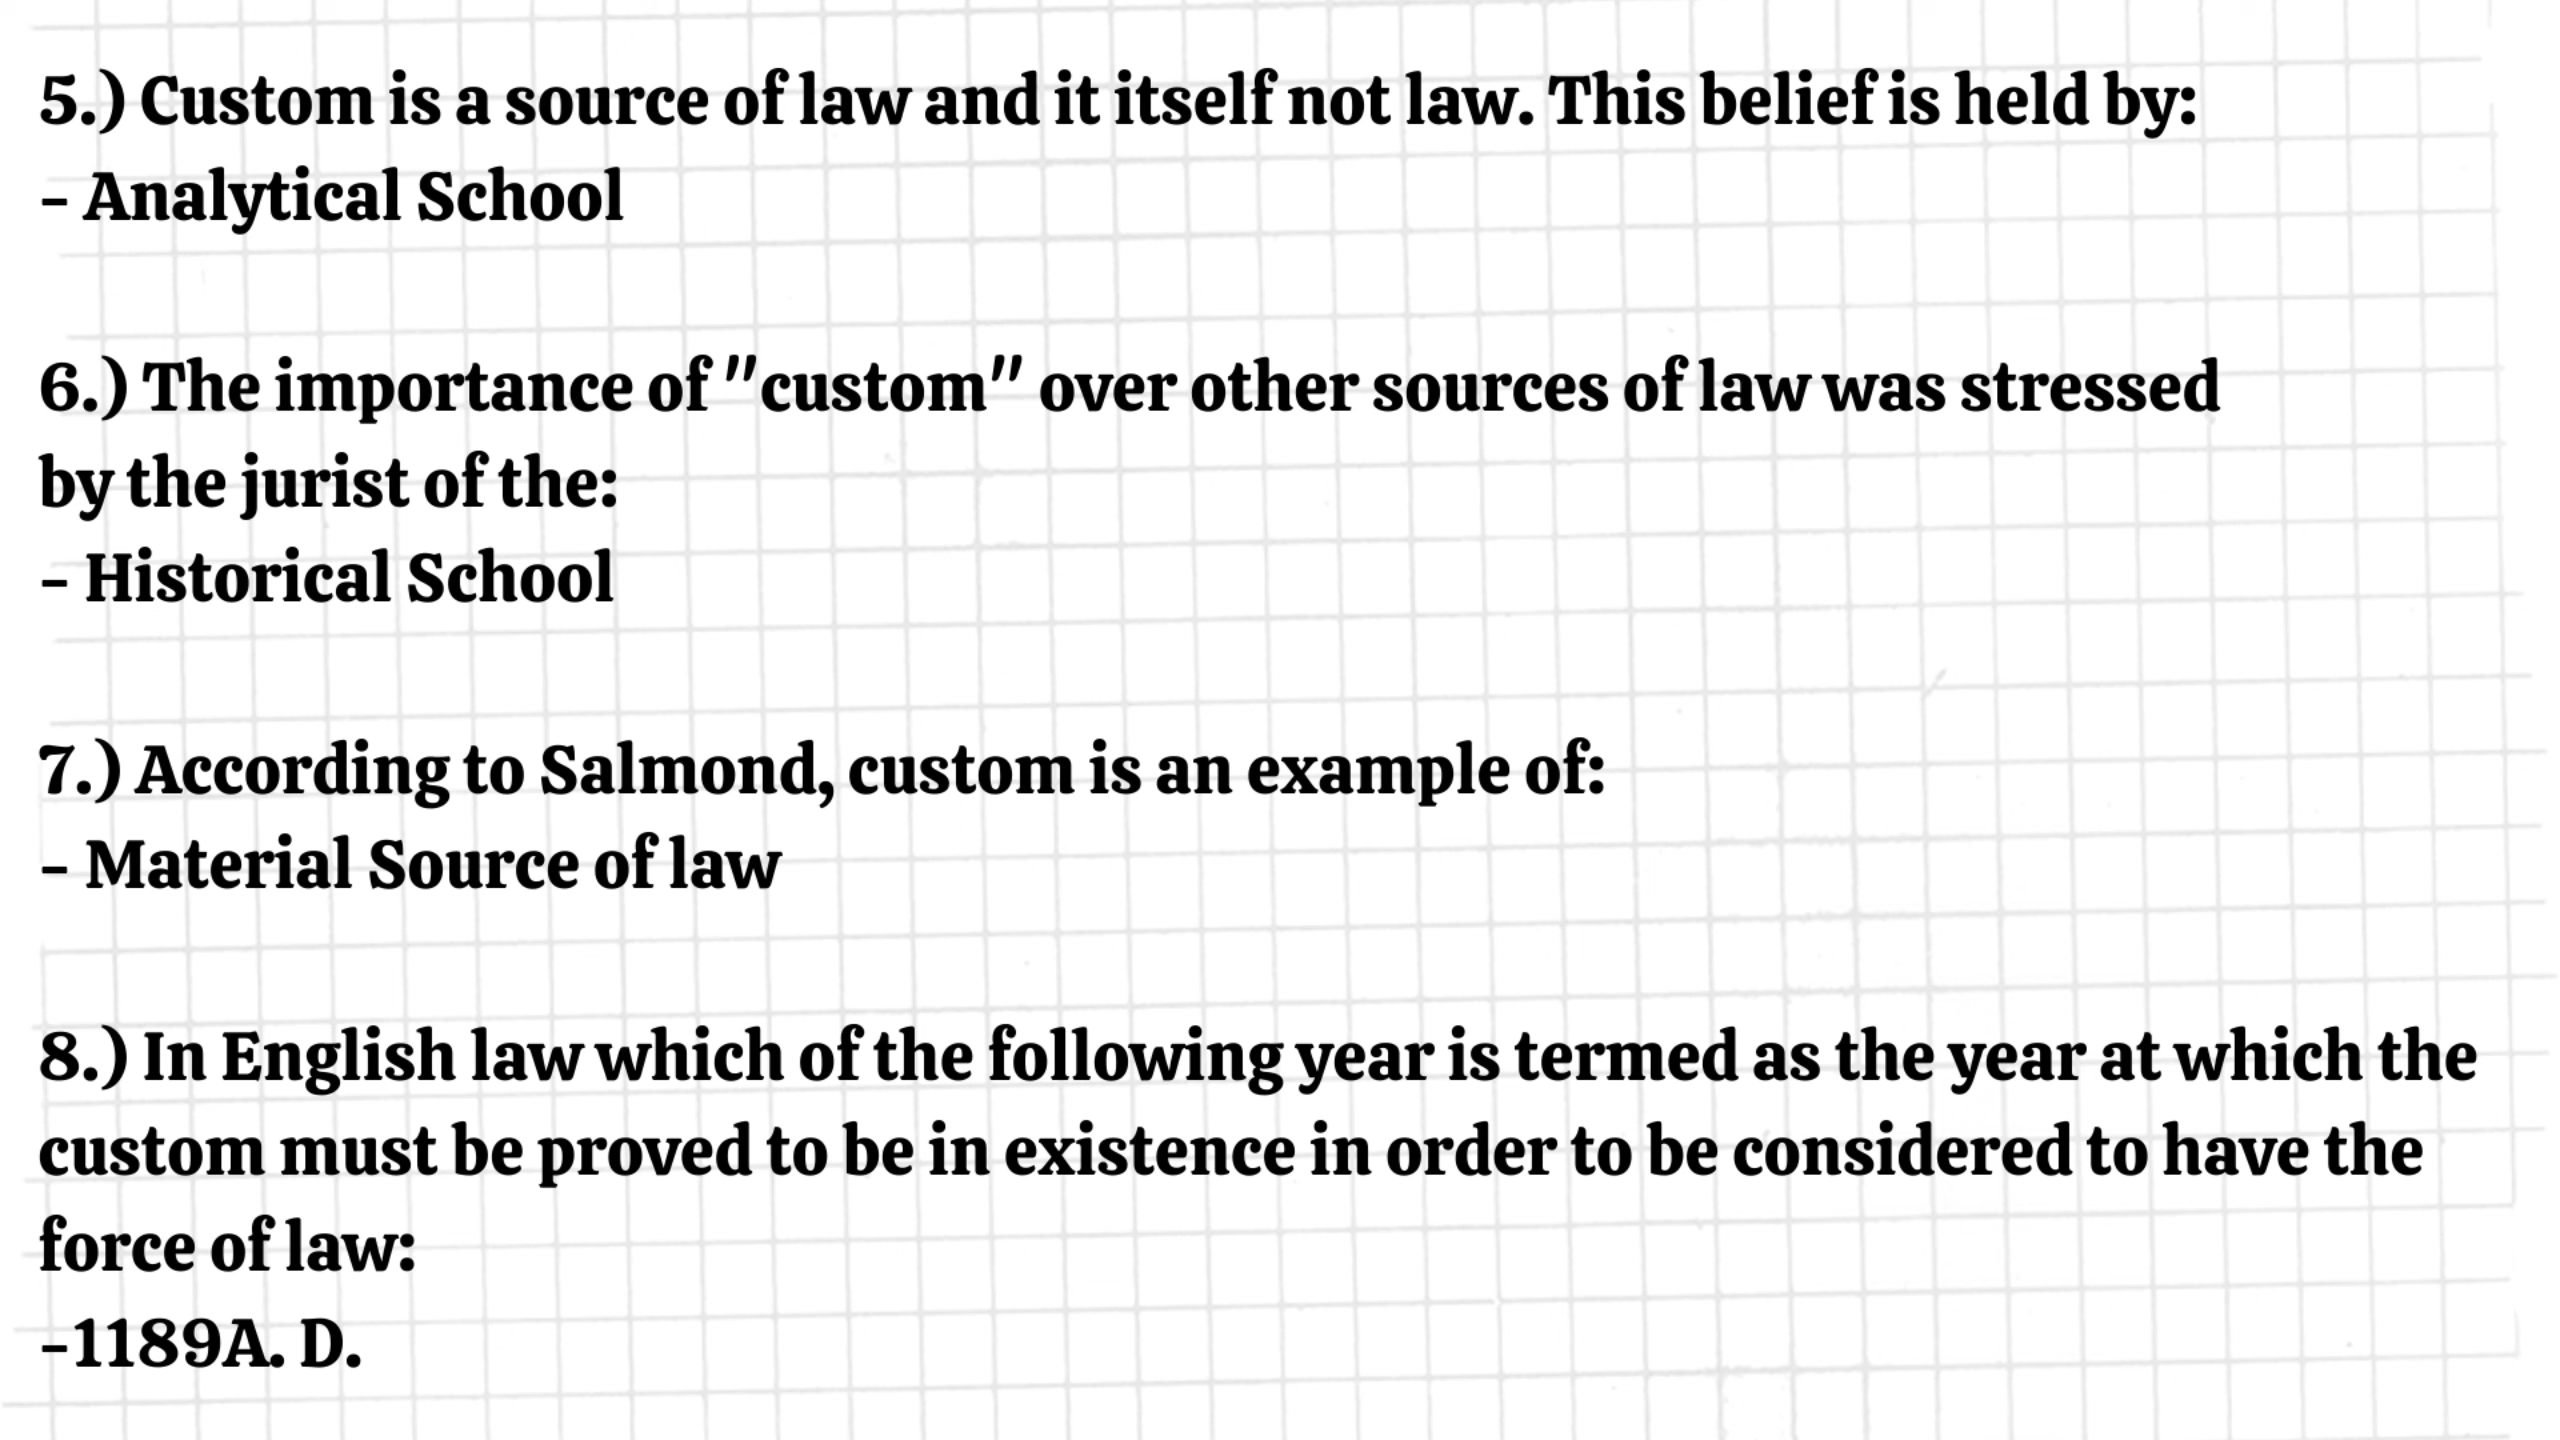 5.) Custom is a source of law and it itself not law. This belief is held by:
- Analytical School
6.) The importance of "custom" over other sources of law was stressed
by the jurist of the:
- Historical School
7.) According to Salmond, custom is an example of:
- Material Source of law
8.) In English law which of the following year is termed as the year at which the
custom must be proved to be in existence in order to be considered to have the
force of law:
-1189A. D.